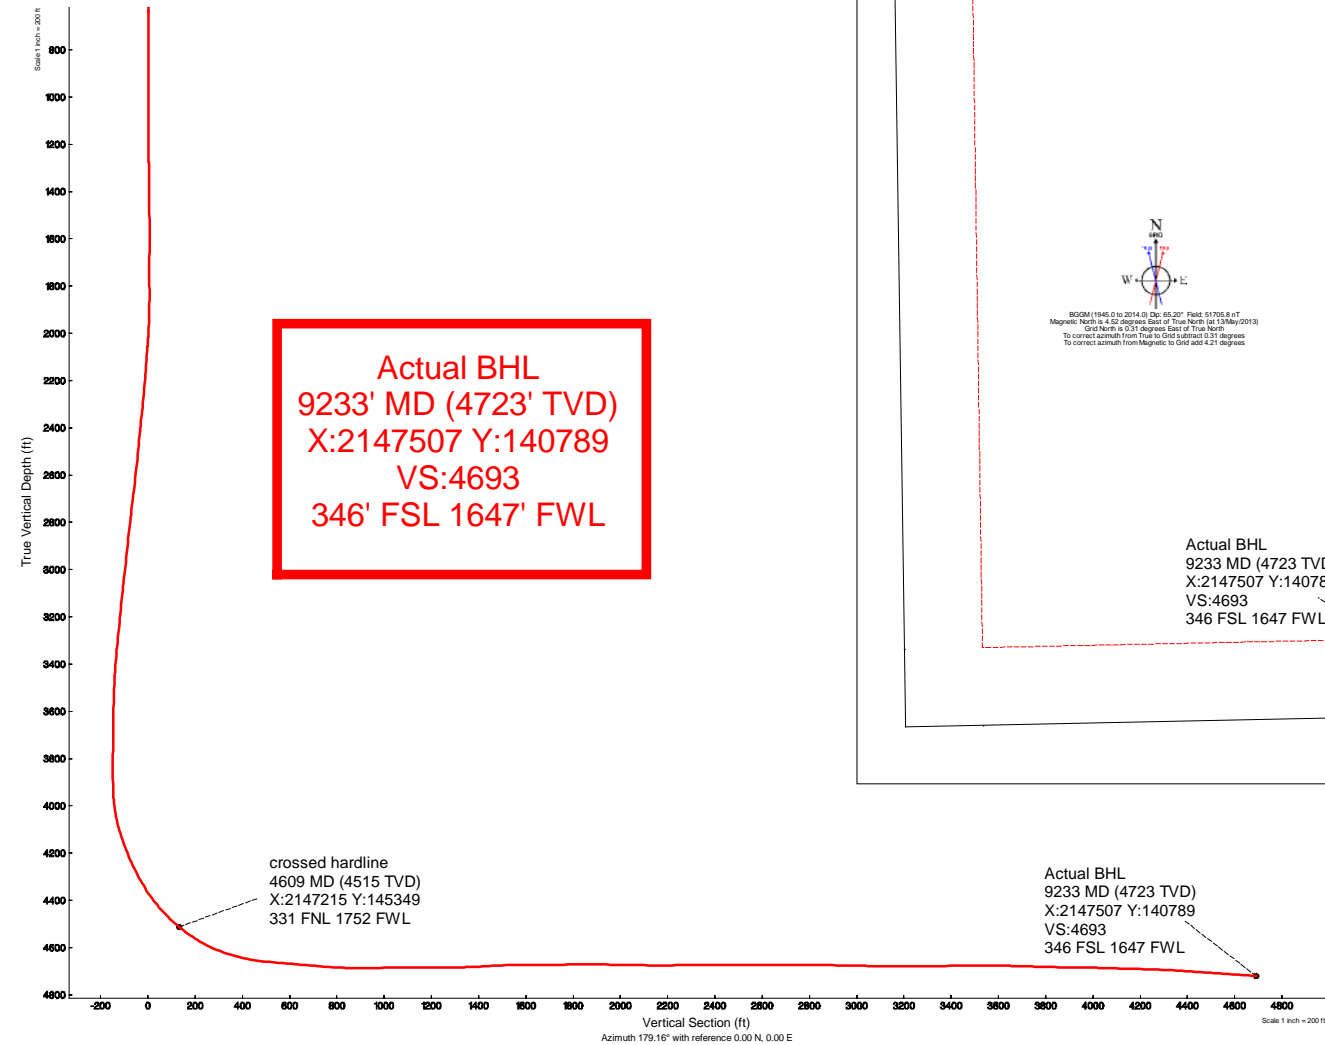 Scale 1 inch = 200 ft
800
1000
1200
1400
1600
1800
2000
2200
2400
2600
2800
3000
3200
3400
3600
3800
4000
4200
4400
4600
4800
True Vertical Depth (ft)
Actual BHL
9233' MD (4723' TVD)
X:2147507 Y:140789
VS:4693
346' FSL 1647' FWL
N
GRID
W
E
BGGM (1945.0 to 2014.0) Dip: 65.20° Field: 51705.8 nT
Magnetic North is 4.52 degrees East of True North (at 13/May/2013)
Grid North is 0.31 degrees East of True North
To correct azimuth from True to Grid subtract 0.31 degrees
To correct azimuth from Magnetic to Grid add 4.21 degrees
Actual BHL
9233 MD (4723 TVD
X:2147507 Y:14078
VS:4693
346 FSL 1647 FWL
crossed hardline
4609 MD (4515 TVD)
X:2147215 Y:145349
331 FNL 1752 FWL
Actual BHL
9233 MD (4723 TVD)
X:2147507 Y:140789
VS:4693
346 FSL 1647 FWL
-200 0 200 400 600 800 1000 1200 1400 1600 1800 2000 2200 2400 2600 2800 3000 3200 3400 3600 3800 4000 4200 4400 4600 4800
Vertical Section (ft)
Azimuth 179.16° with reference 0.00 N, 0.00 E
Scale 1 inch = 200 ft